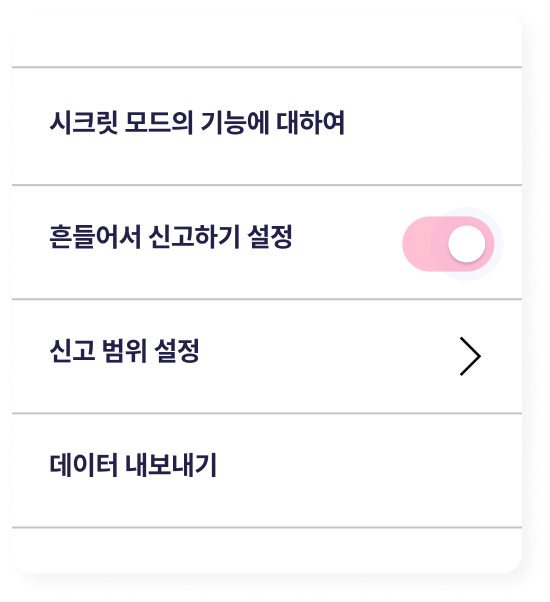 시크릿 모드의 기능에 대하여
흔들어서 신고하기 설정
신고 범위 설정
데이터 내보내기